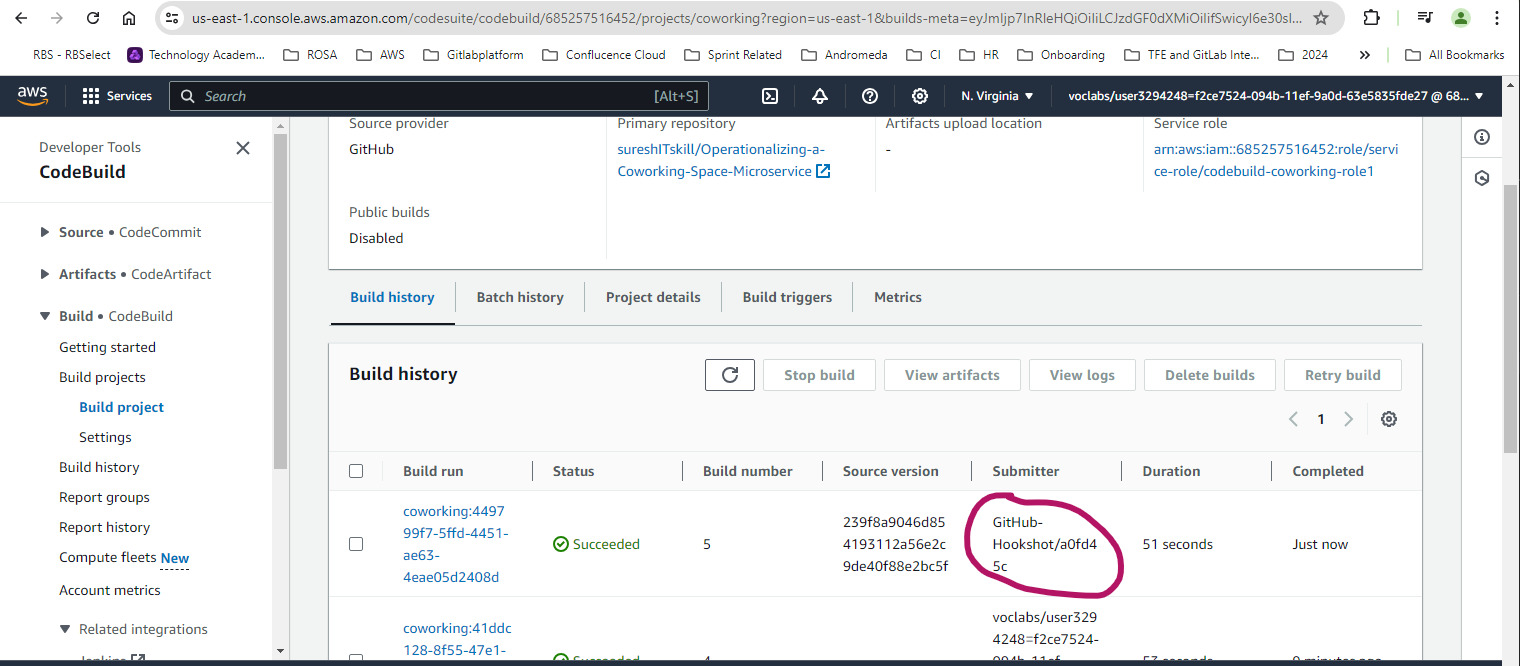 us-east-1.console.aws.amazon.com/codesuite/codebuild/685257516452/projects/coworking?region=us-east-1&builds-meta=
RBS - RBSelect
Technology Academ...
ROSA
AWS
Gitlabplatform
Conflucence Cloud
Sprint Related
Andromeda
CI
HR
Onboarding
TFE and GitLab Inte...
2024
All Bookmarks
aws
Services
Search
[Alt+S]
N. Virginia
voclabs/user3294248=f2ce7524-094b-11ef-9a0d-63e5835fde27 @ 68...
Developer Tools
CodeBuild
Source • CodeCommit
Artifacts • CodeArtifact
Build • CodeBuild
Getting started
Build projects
Build project
Settings
Build history
Report groups
Report history
Compute fleets New
Account metrics
Related integrations
Jenkins
Source provider
GitHub
Primary repository
sureshITskill/Operationalizing-a-
Coworking-Space-Microservice
Artifacts upload location
-
Service role
arn:aws:iam::685257516452:role/servi
ce-role/codebuild-coworking-role1
Public builds
Disabled
Build history
Batch history
Project details
Build triggers
Metrics
Build history
Stop build
View artifacts
View logs
Delete builds
Retry build
1
Build run
Status
Build number
Source version
Submitter
Duration
Completed
coworking:4497
99f7-5ffd-4451-
ae63-
4eae05d2408d
Succeeded
5
239f8a9046d85
4193112a56e2c
9de40f88e2bc5f
GitHub-
Hookshot/a0fd4
5c
51 seconds
Just now
coworking:41ddc
128-8f55-47e1-
Succeeded
4
voclabs/user329
4248=f2ce7524-
094b-11ef-
53 seconds